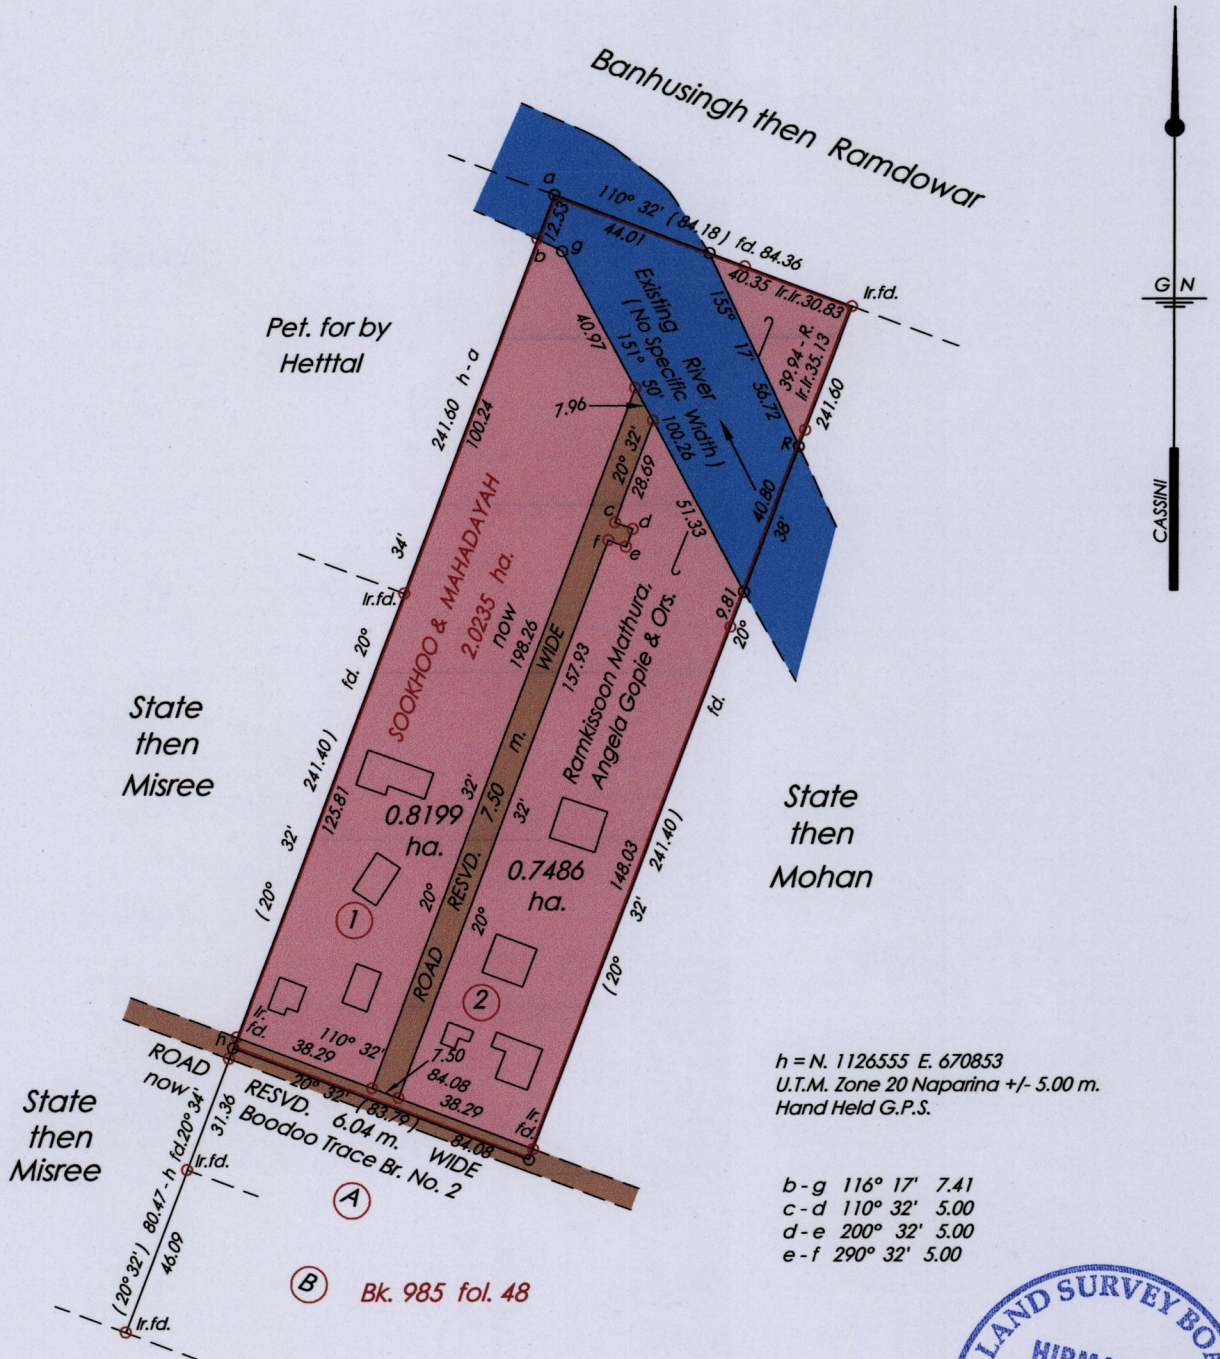 Banhusingh then Ramdowar
a
110° 32' (84.18) fd. 84.36
12.53
44.01
b
g
40.35 Ir.Ir.30.83
Ir.fd.
G N
CASSINI
Pet. for by
Hetttal
Existing River
(No Specific Width)
155° 17' 56.72
39.94 - R.
Ir.Ir.35.13
241.60
40.97
151° 50' 100.26
7.96
R
241.60 h-a
100.24
20° 32'
28.69
c
d
f
e
51.33
40.80
38'
34'
Ir.fd.
fd. 20°
9.81
20°
fd.
SOOKHOO & MAHADAYAH
2.0235 ha.
now
198.26
157.93
Ramkissoon Mathura,
Angela Gopie & Ors.
State
then
Misree
(20° 32' 241.40)
125.81
0.8199
ha.
20° 32'
ROAD RESVD. 7.50 m. WIDE
20° 32'
0.7486
ha.
148.03
(20° 32' 241.40)
State
then
Mohan
1
2
h
Ir.
fd.
110° 32'
38.29
7.50
84.08
38.29
Ir.
fd.
20° 32' (83.79) 84.08
ROAD RESVD. 6.04 m. WIDE
now - Boodoo Trace Br. No. 2
State
then
Misree
(20° 32') 80.47 - h fd.20° 34'
31.36
Ir.fd.
46.09
Ir.fd.
A
B Bk. 985 fol. 48
h = N. 1126555 E. 670853
U.T.M. Zone 20 Naparina +/- 5.00 m.
Hand Held G.P.S.
b - g 116° 17' 7.41
c - d 110° 32' 5.00
d - e 200° 32' 5.00
e - f 290° 32' 5.00
LAND SURVEY BOA